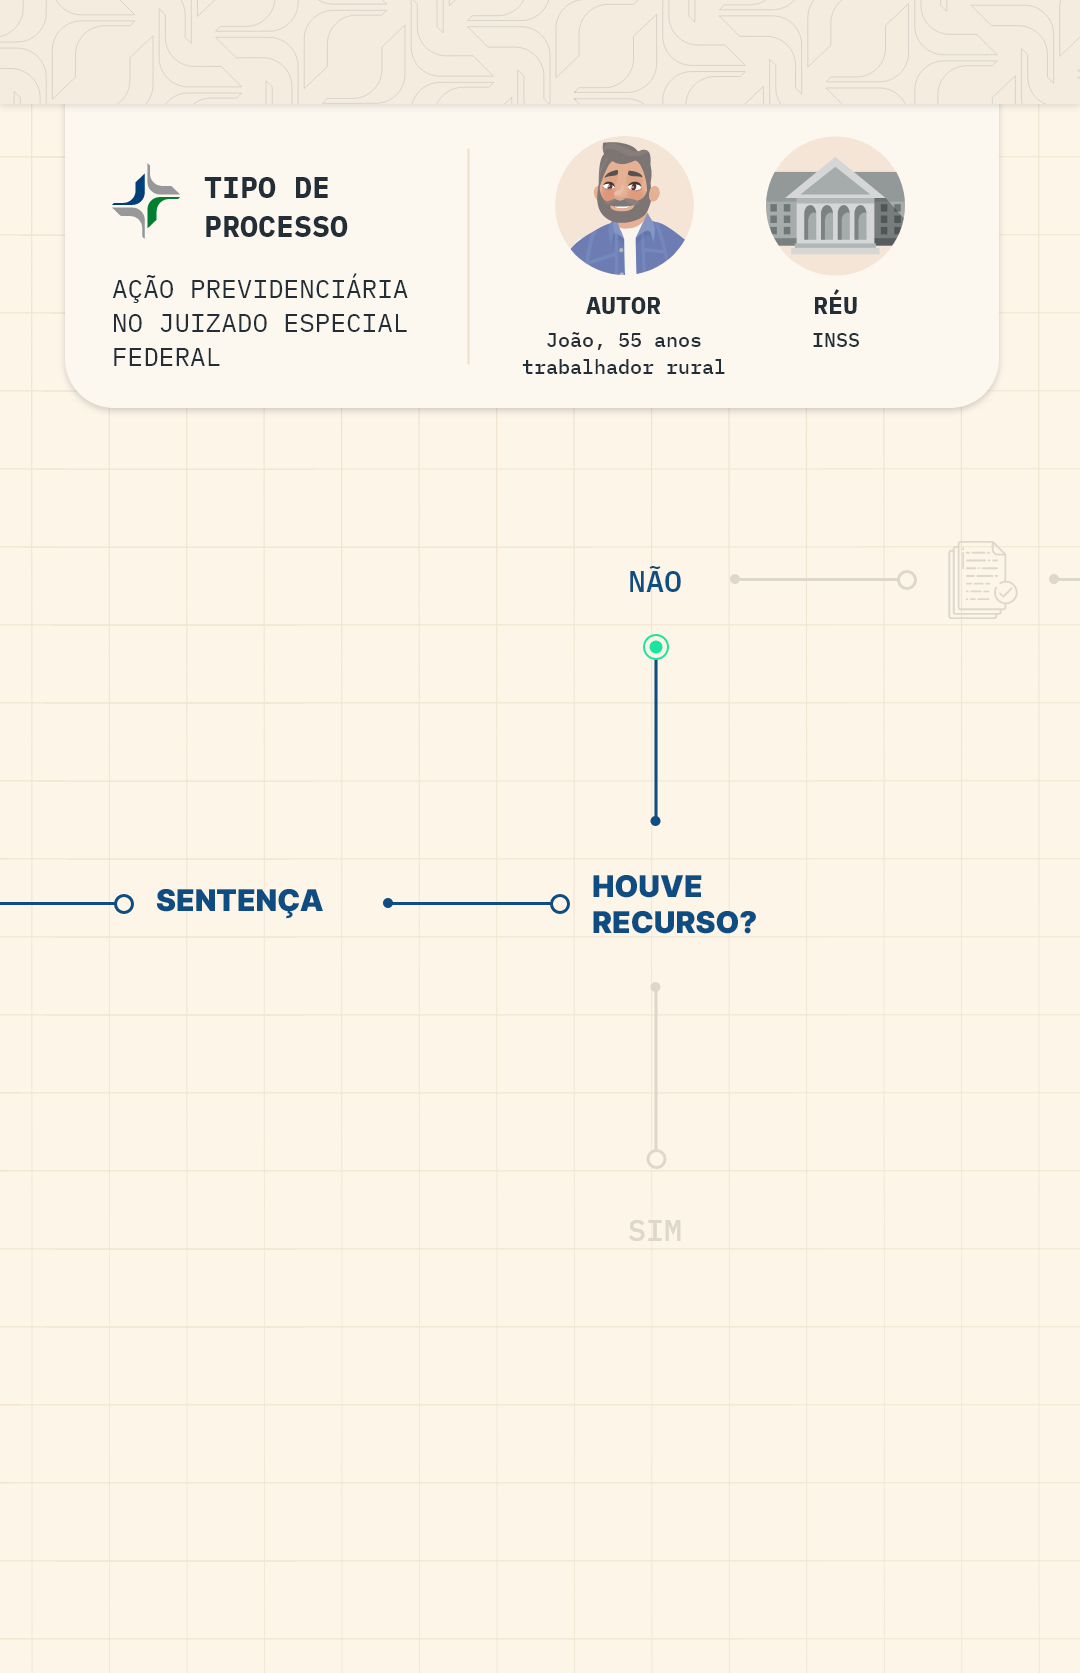 TIPO DE
PROCESSO
AÇÃO PREVIDENCIÁRIA
NO JUIZADO ESPECIAL
FEDERAL
AUTOR
João, 55 anos
trabalhador rural
RÉU
INSS
NÃO
SENTENÇA
HOUVE
RECURSO?
SIM